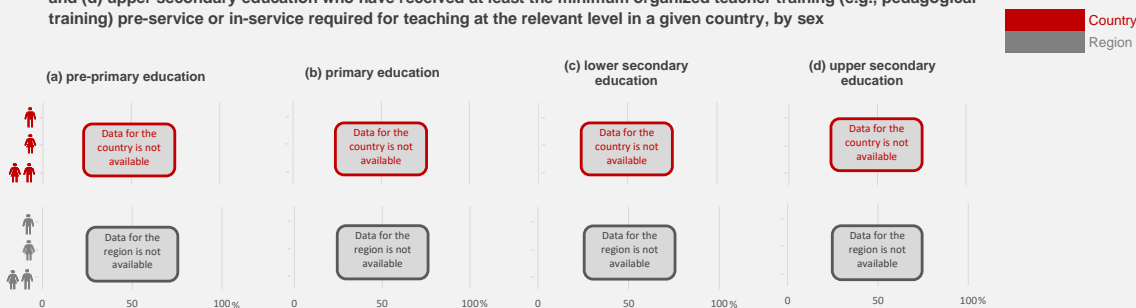 and (d) upper secondary education who have received at least the minimum organized teacher training (e.g., pedagogical
training) pre-service or in-service required for teaching at the relevant level in a given country, by sex
Country
Region
(a) pre-primary education
(b) primary education
(c) lower secondary
education
(d) upper secondary
education
Data for the
country is not
available
Data for the
country is not
available
Data for the
country is not
available
Data for the
country is not
available
Data for the
region is not
available
Data for the
region is not
available
Data for the
region is not
available
Data for the
region is not
available
0 50 100%
0 50 100%
0 50 100%
0 50 100%